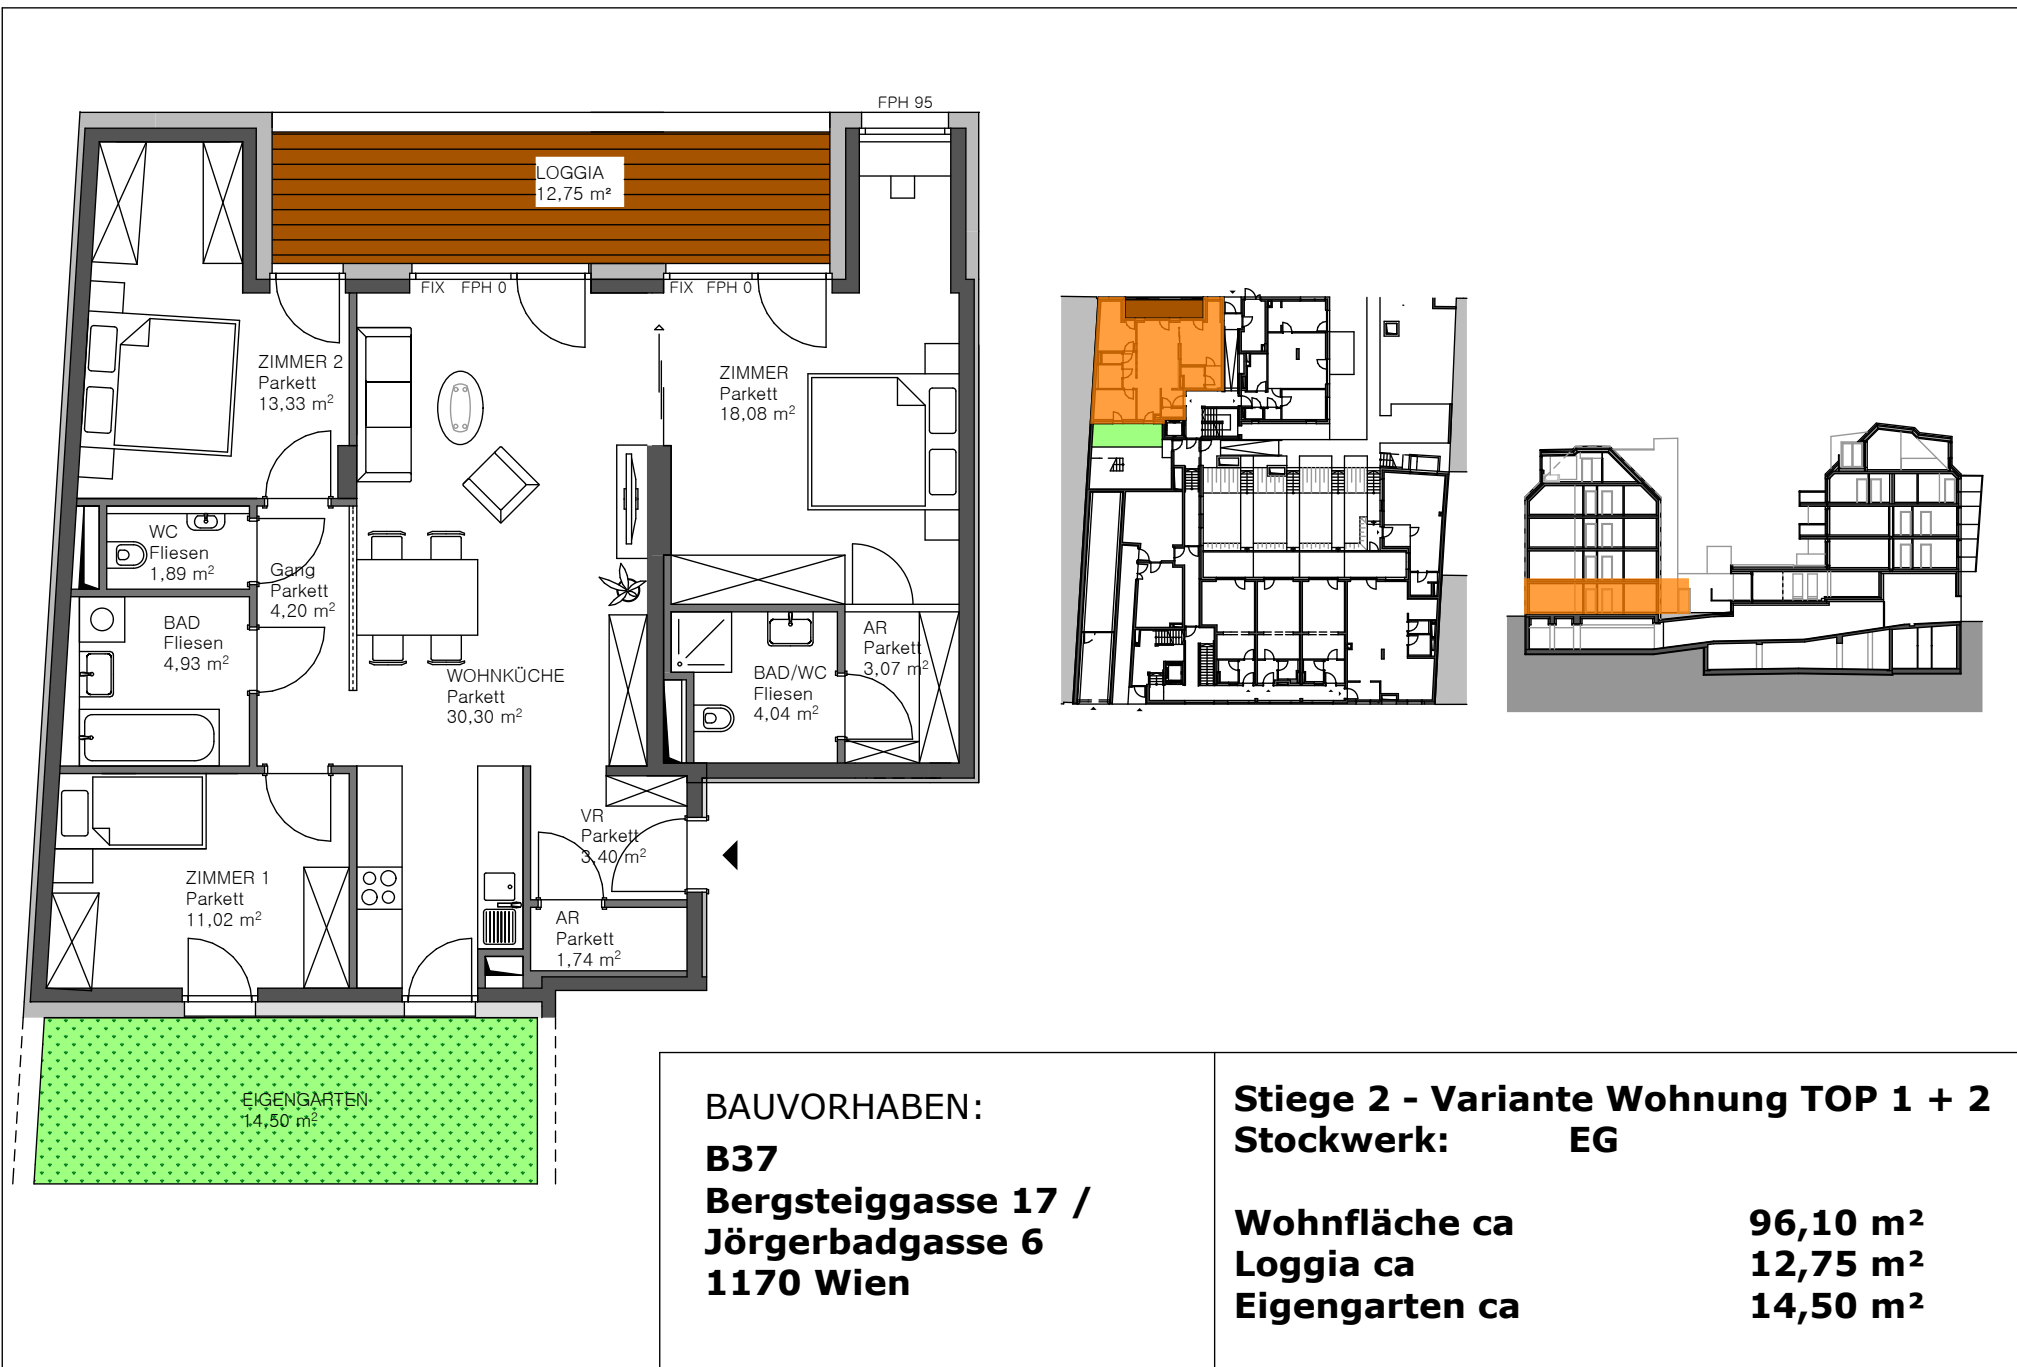 FPH 95
LOGGIA
12,75 m²
FIX FPH 0
FIX FPH 0
ZIMMER 2
Parkett
13,33 m²
ZIMMER
Parkett
18,08 m²
WC
Fliesen
1,89 m²
Gang
Parkett
4,20 m²
BAD
Fliesen
4,93 m²
WOHNKÜCHE
Parkett
30,30 m²
BAD/WC
Fliesen
4,04 m²
AR
Parkett
3,07 m²
VR
Parkett
3,40 m²
ZIMMER 1
Parkett
11,02 m²
AR
Parkett
1,74 m²
EIGENGARTEN
14,50 m²
BAUVORHABEN:
B37
Bergsteiggasse 17 /
Jörgerbadgasse 6
1170 Wien
Stiege 2 - Variante Wohnung TOP 1 + 2
Stockwerk: EG
Wohnfläche ca 96,10 m²
Loggia ca 12,75 m²
Eigengarten ca 14,50 m²